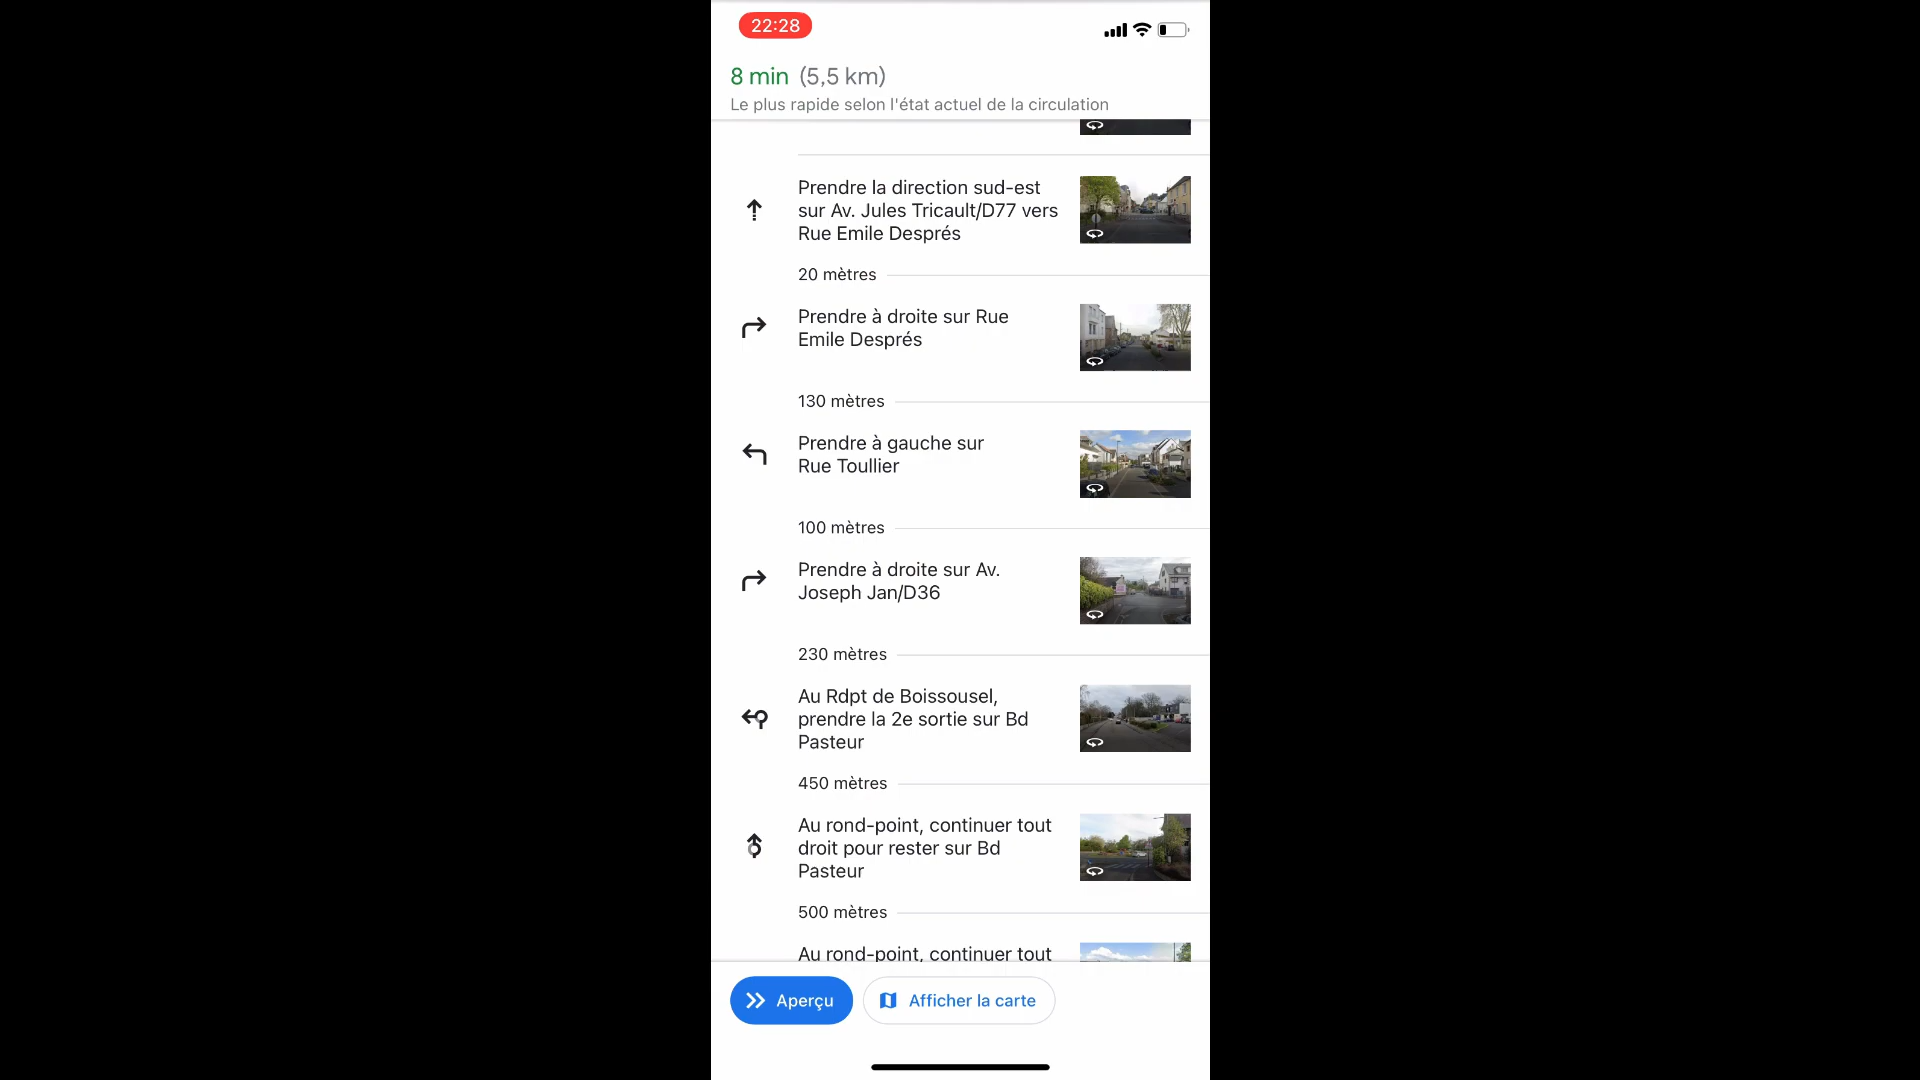 22:28
8 min (5,5 km)
Le plus rapide selon l'état actuel de la circulation
Prendre la direction sud-est
sur Av. Jules Tricault/D77 vers
Rue Emile Després
20 mètres
Prendre à droite sur Rue
Emile Després
130 mètres
Prendre à gauche sur
Rue Toullier
100 mètres
Prendre à droite sur Av.
Joseph Jan/D36
230 mètres
Au Rdpt de Boissousel,
prendre la 2e sortie sur Bd
Pasteur
450 mètres
Au rond-point, continuer tout
droit pour rester sur Bd
Pasteur
500 mètres
Au rond-point, continuer tout
Aperçu
Afficher la carte